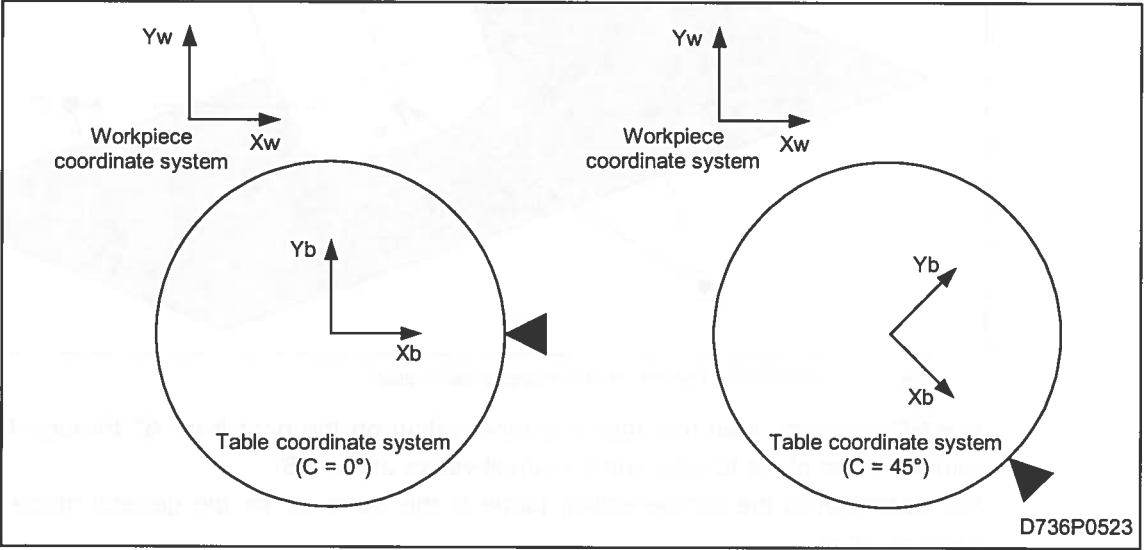 Yw
Xw
Workpiece
coordinate system
Yb
Xb
Table coordinate system
(C = 0°)
Yw
Xw
Workpiece
coordinate system
Yb
Xb
Table coordinate system
(C = 45°)
D736P0523